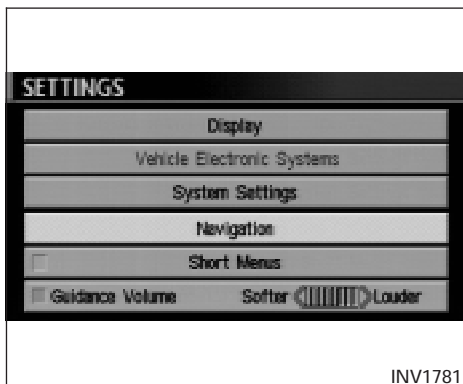 SETTINGS
Display
Vehicle Electronic Systems
System Settings
Navigation
Short Menus
Guidance Volume Softer Louder
INV1781